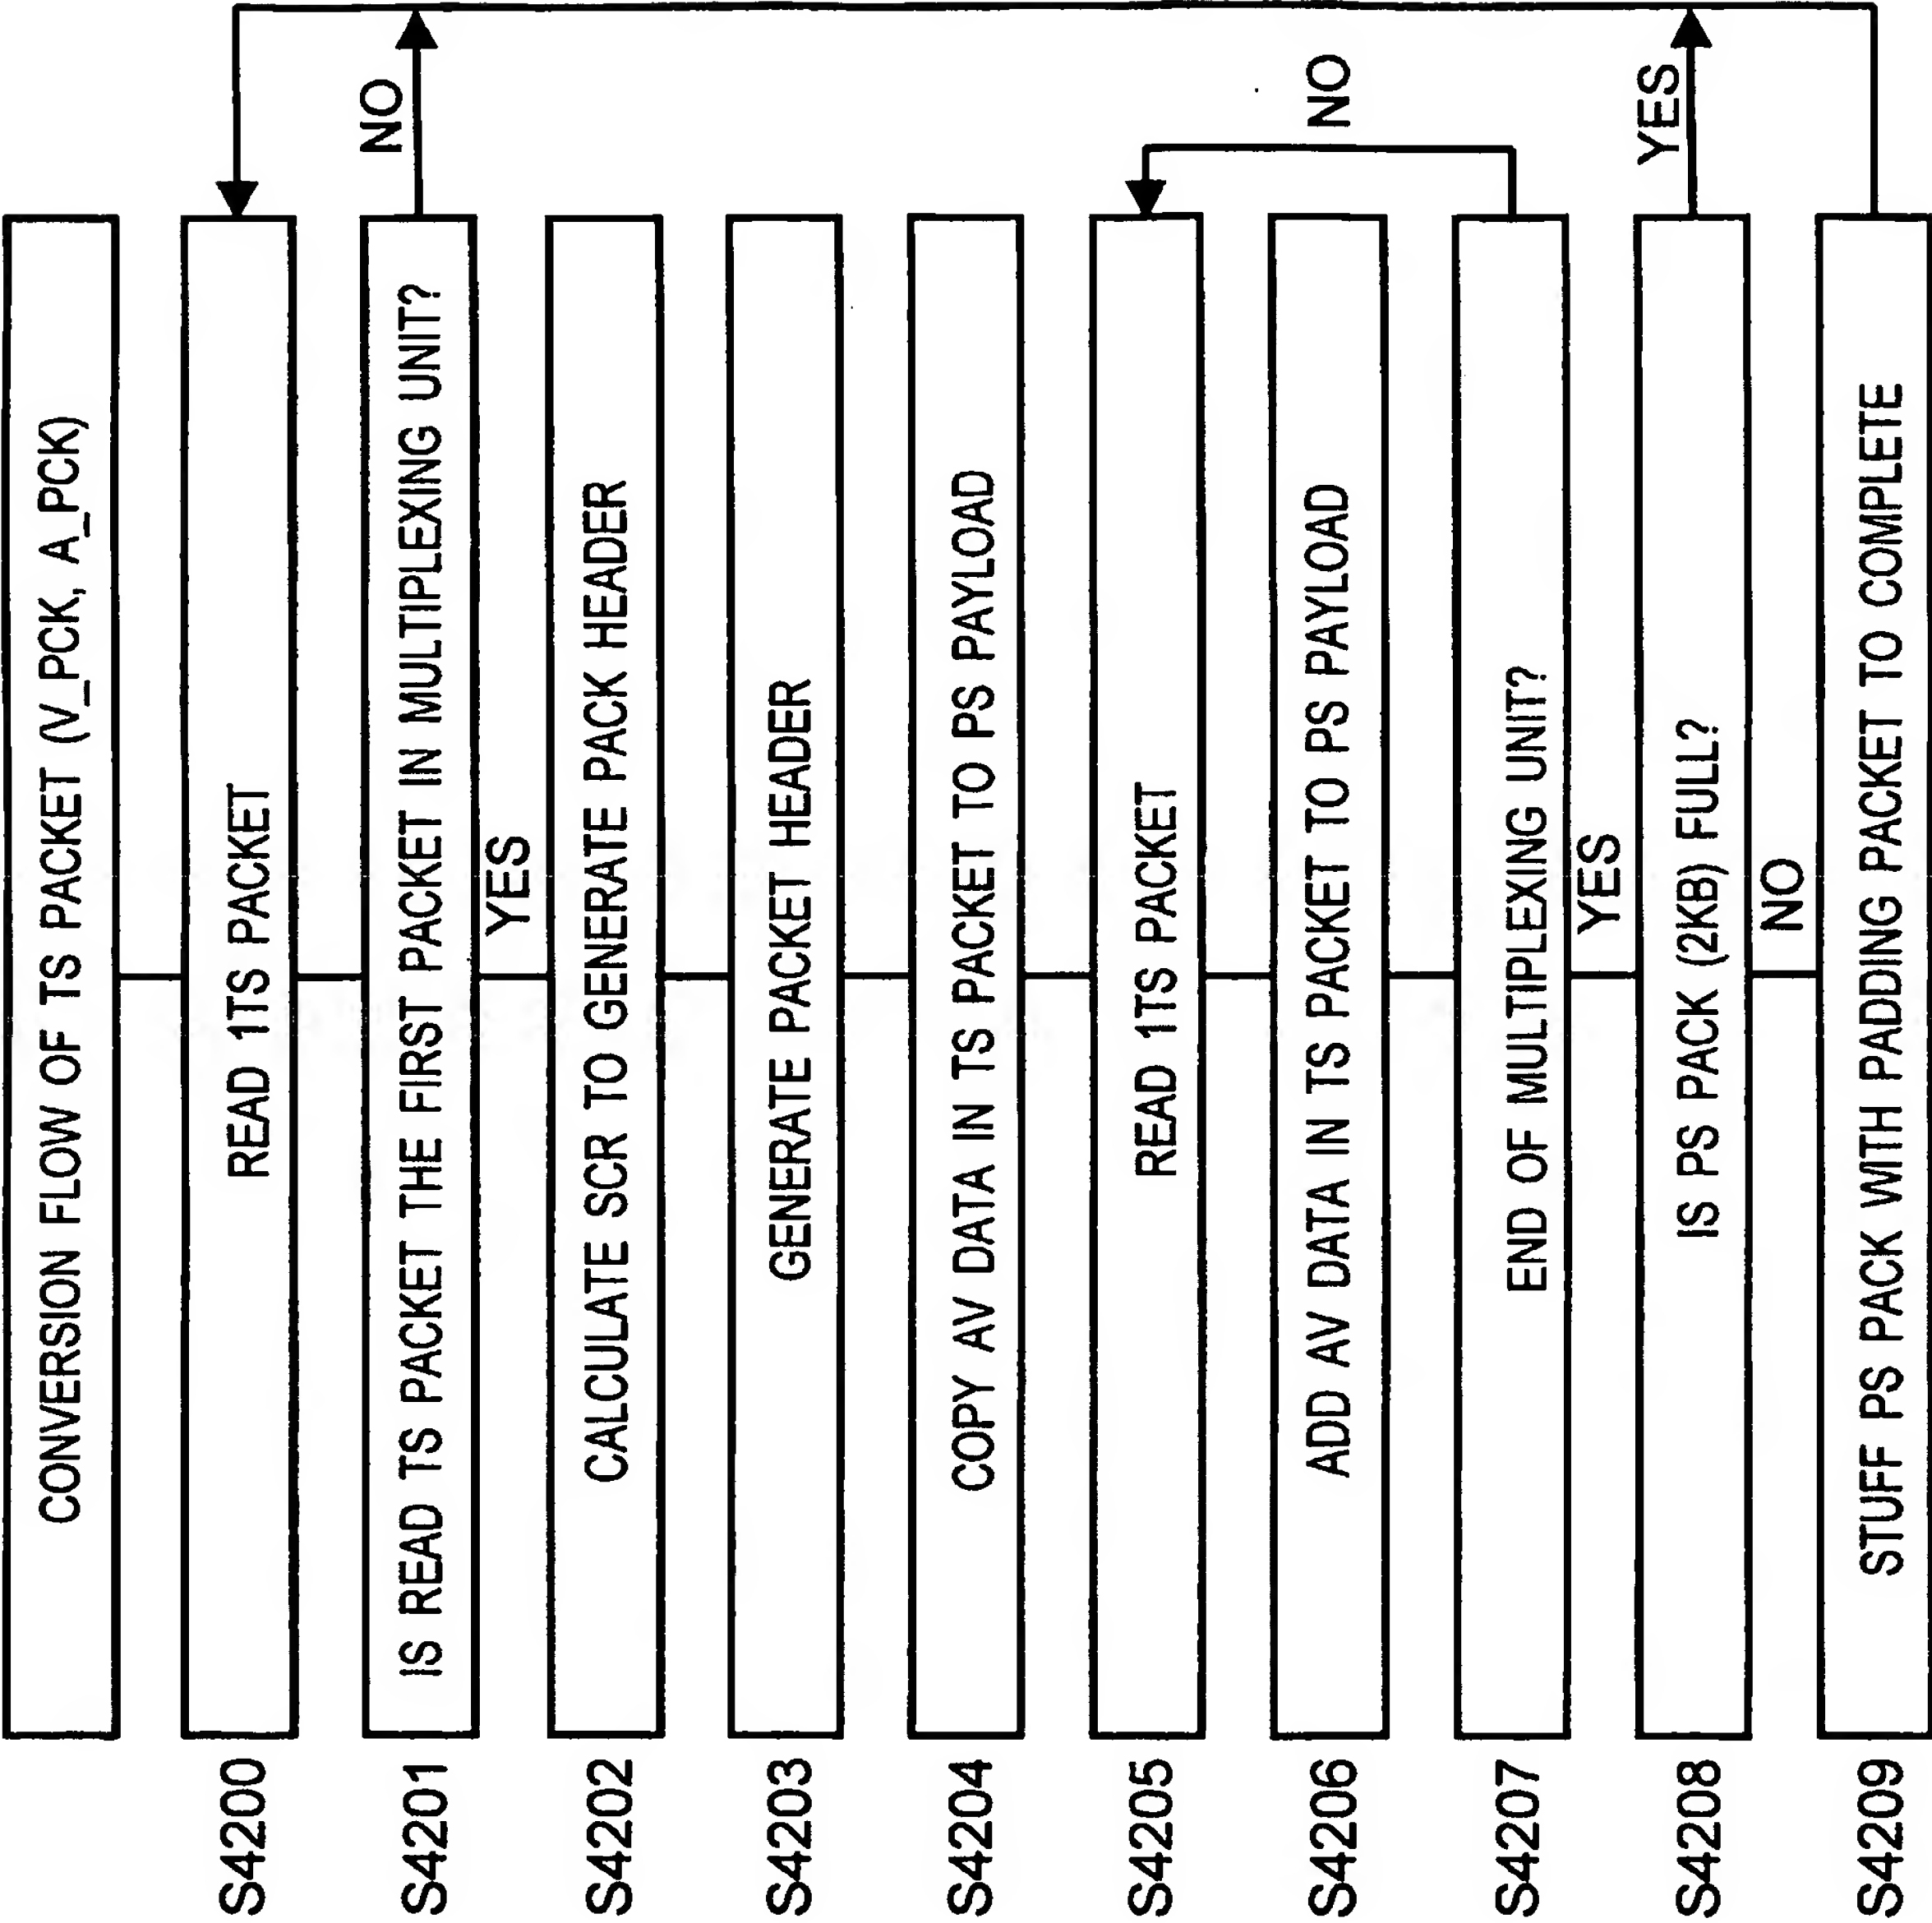 CONVERSION FLOW OF TS PACKET (V_PCK, A_PCK)
S4200 READ 1TS PACKET
S4201 IS READ TS PACKET THE FIRST PACKET IN MULTIPLEXING UNIT? NO
YES
S4202 CALCULATE SCR TO GENERATE PACK HEADER
S4203 GENERATE PACKET HEADER
S4204 COPY AV DATA IN TS PACKET TO PS PAYLOAD
S4205 READ 1TS PACKET
S4206 ADD AV DATA IN TS PACKET TO PS PAYLOAD NO
S4207 END OF MULTIPLEXING UNIT?
YES
S4208 IS PS PACK (2KB) FULL? YES
NO
S4209 STUFF PS PACK WITH PADDING PACKET TO COMPLETE